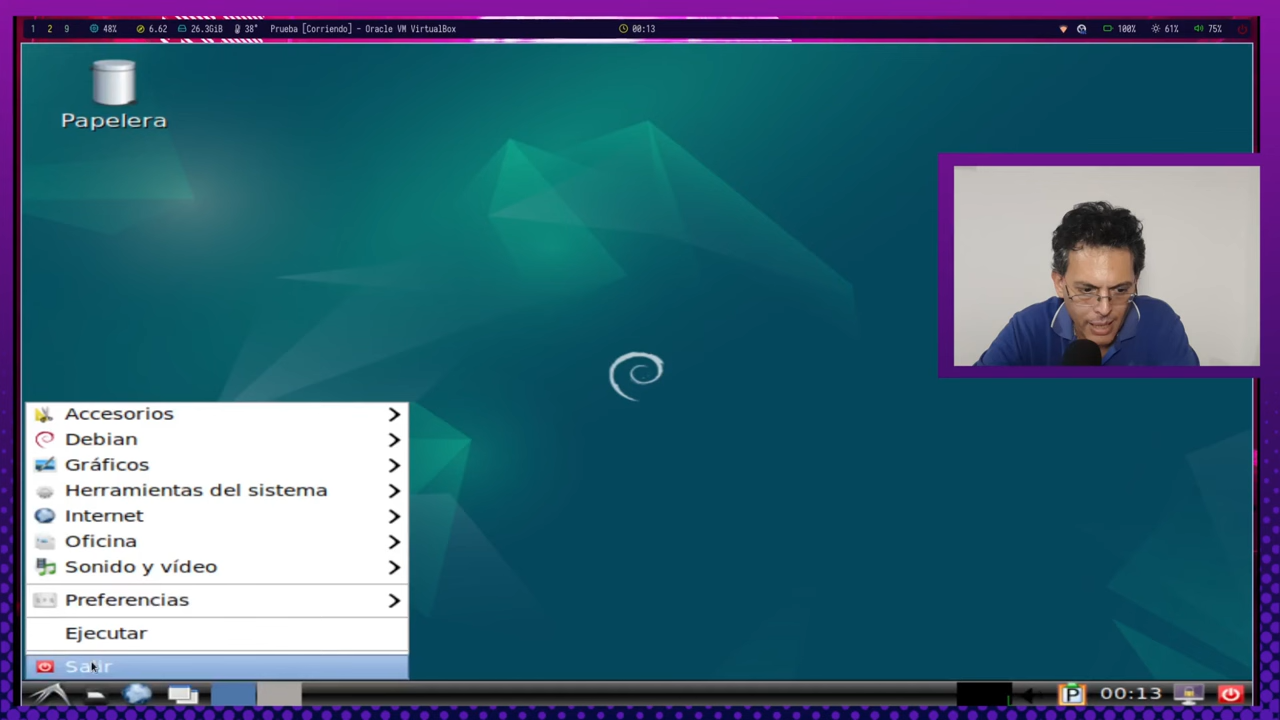 1 2 9 48% 6.62 26.3GiB 38° Prueba [Corriendo] - Oracle VM VirtualBox 00:13 100% 61% 75%
Papelera
Accesorios
Debian
Gráficos
Herramientas del sistema
Internet
Oficina
Sonido y vídeo
Preferencias
Ejecutar
Salir
P 00:13